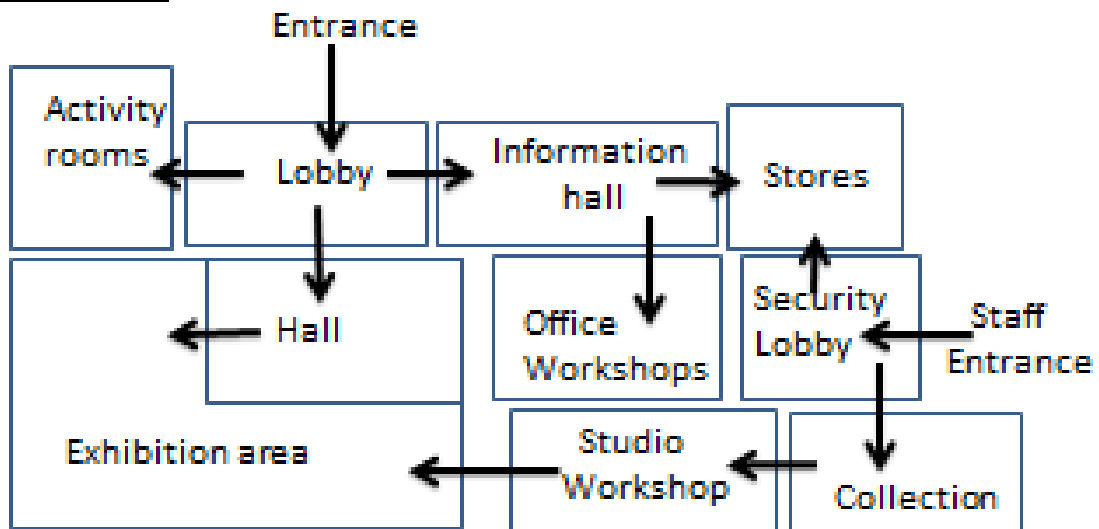 Entrance
Activity
rooms
Lobby
Information
hall
Stores
Hall
Office
Workshops
Security
Lobby
Staff
Entrance
Exhibition area
Studio
Workshop
Collection